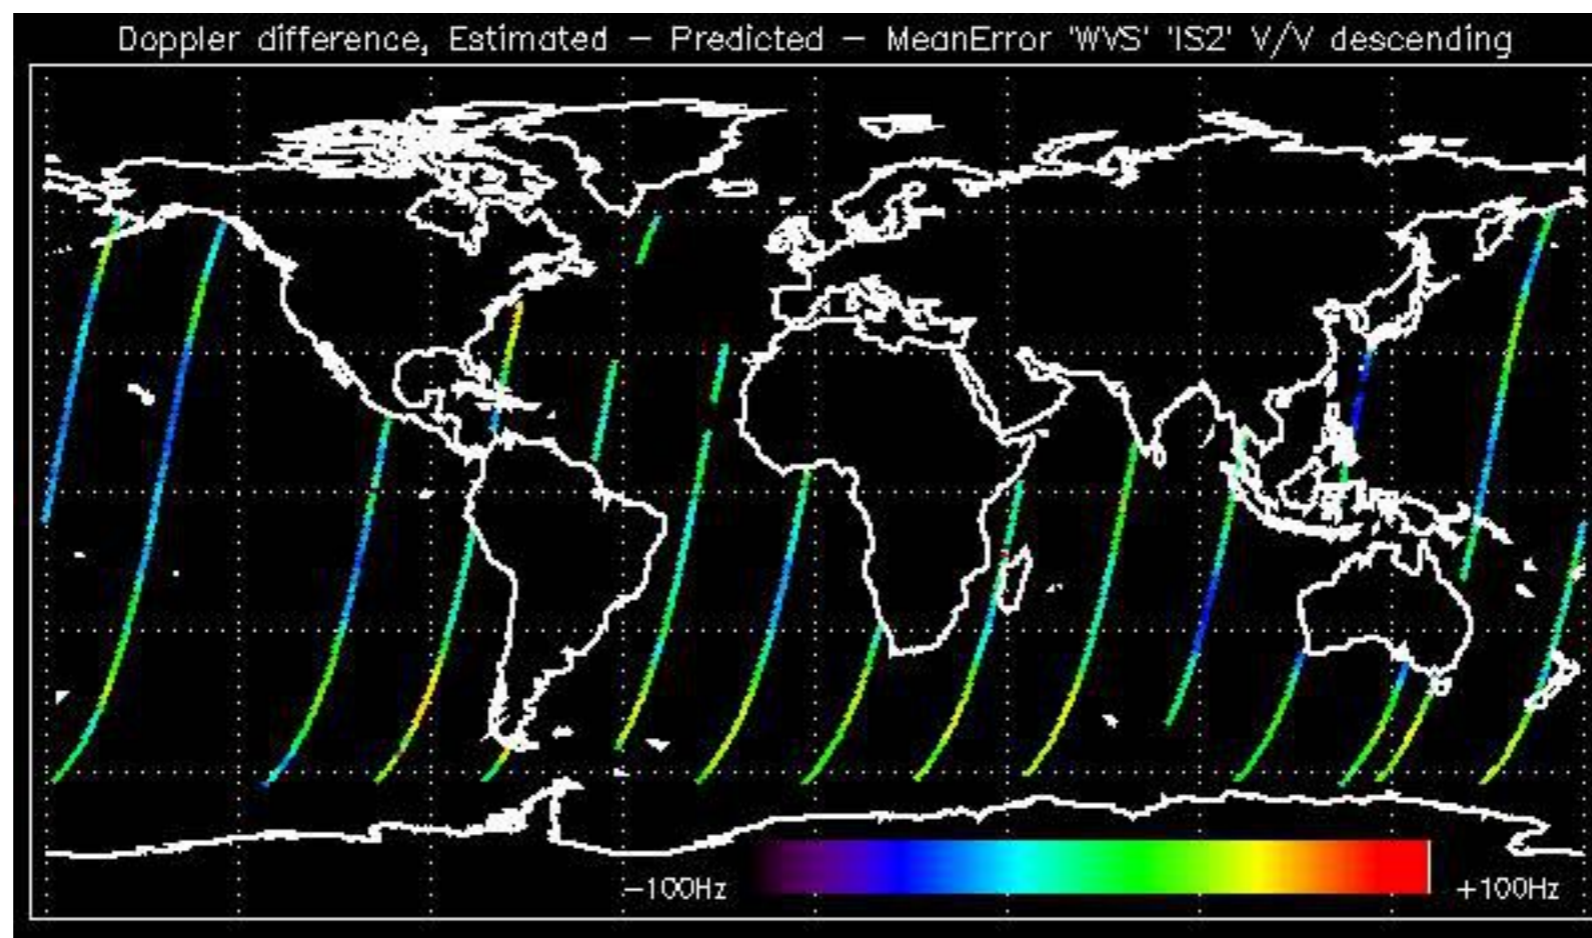 Doppler difference, Estimated – Predicted – MeanError 'WVS' 'IS2' V/V descending
-100Hz +100Hz